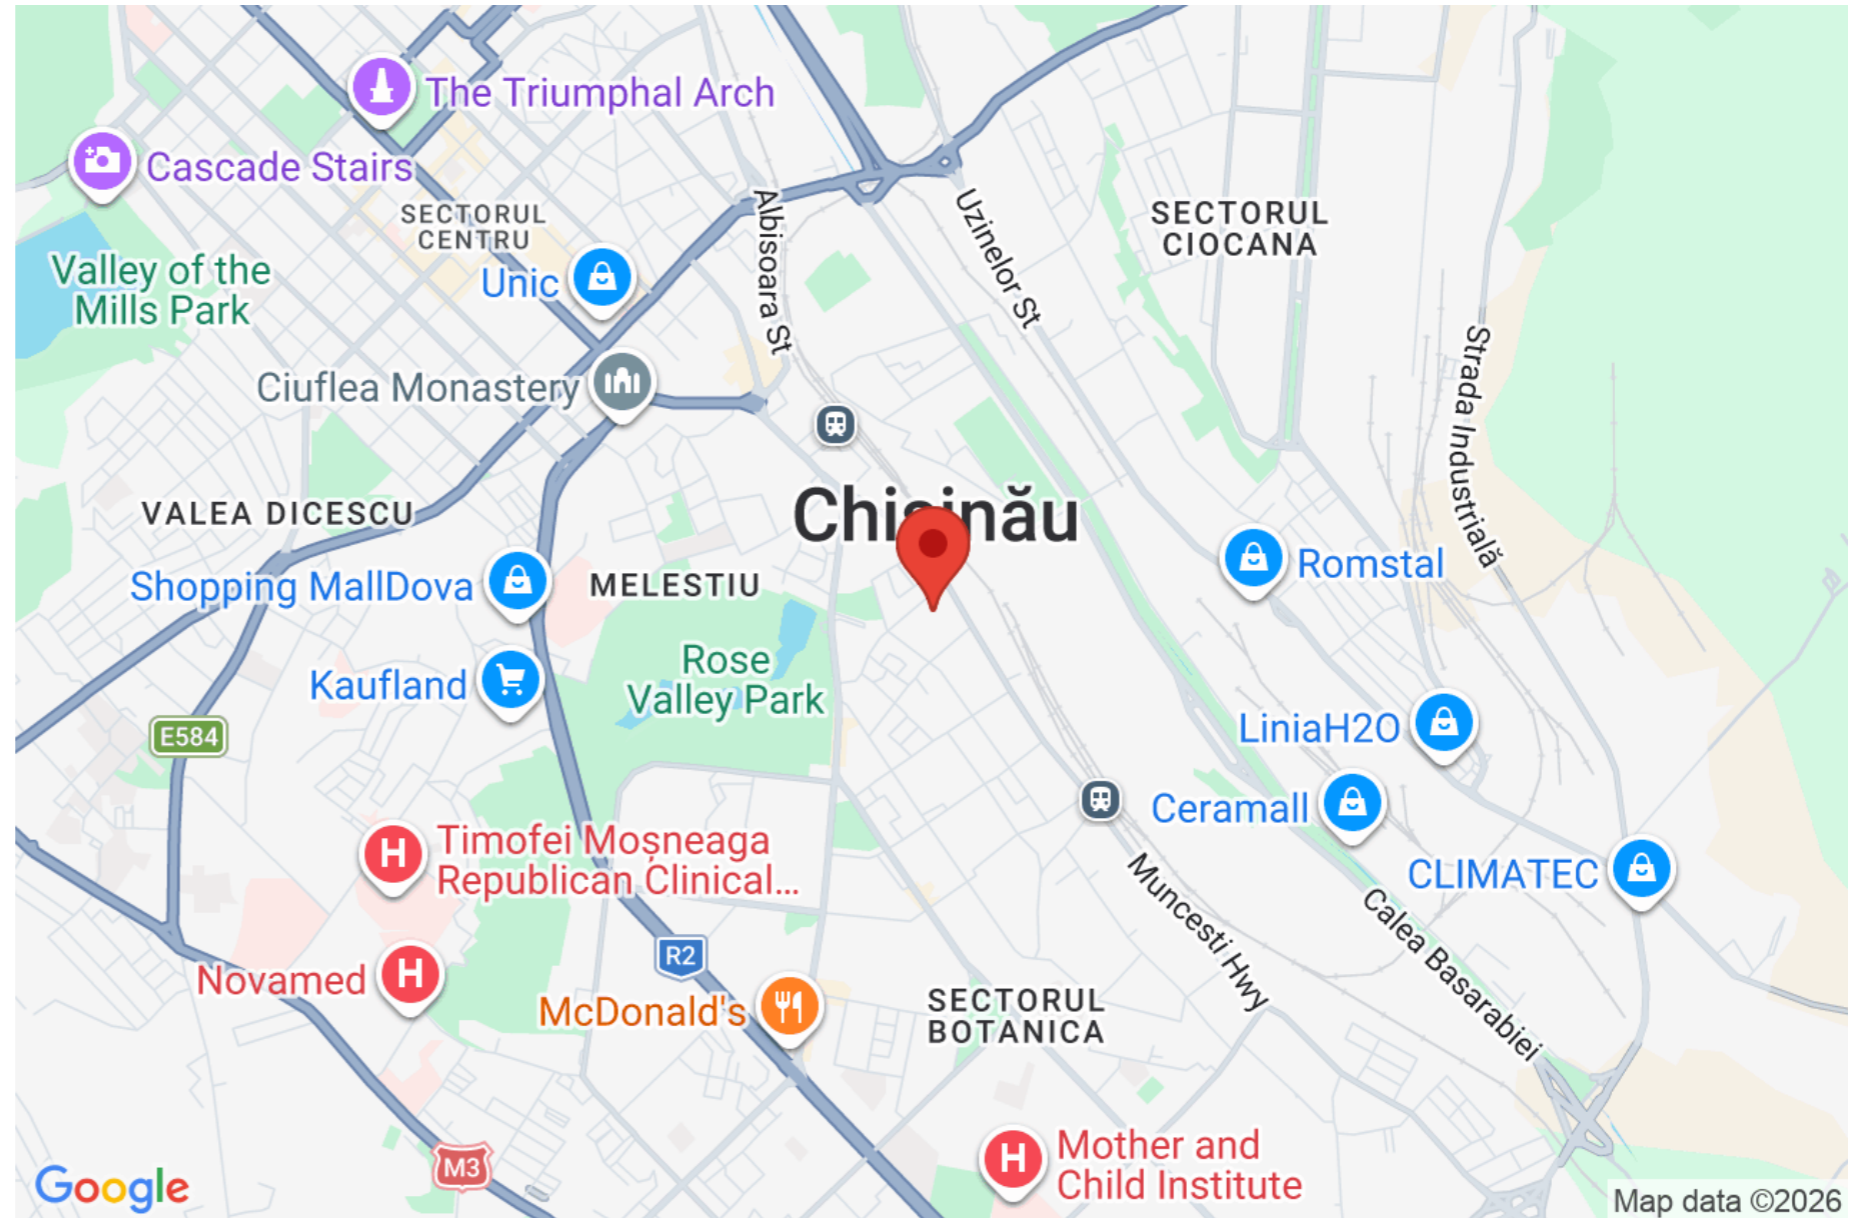 The Triumphal Arch
Cascade Stairs
SECTORUL
CENTRU
Albisoara St
Uzinelor St
SECTORUL
CIOCANA
Valley of the
Mills Park
Unic
Strada Industrială
Ciuflea Monastery
Chișinău
VALEA DICESCU
Shopping MallDova
MELESTIU
Romstal
Rose
Valley Park
Kaufland
E584
LiniaH2O
Ceramall
Timofei Moșneaga
Republican Clinical...
CLIMATEC
Muncesti Hwy
Calea Basarabiei
R2
Novamed
McDonald's
SECTORUL
BOTANICA
M3
Mother and
Child Institute
Google
Map data ©2026